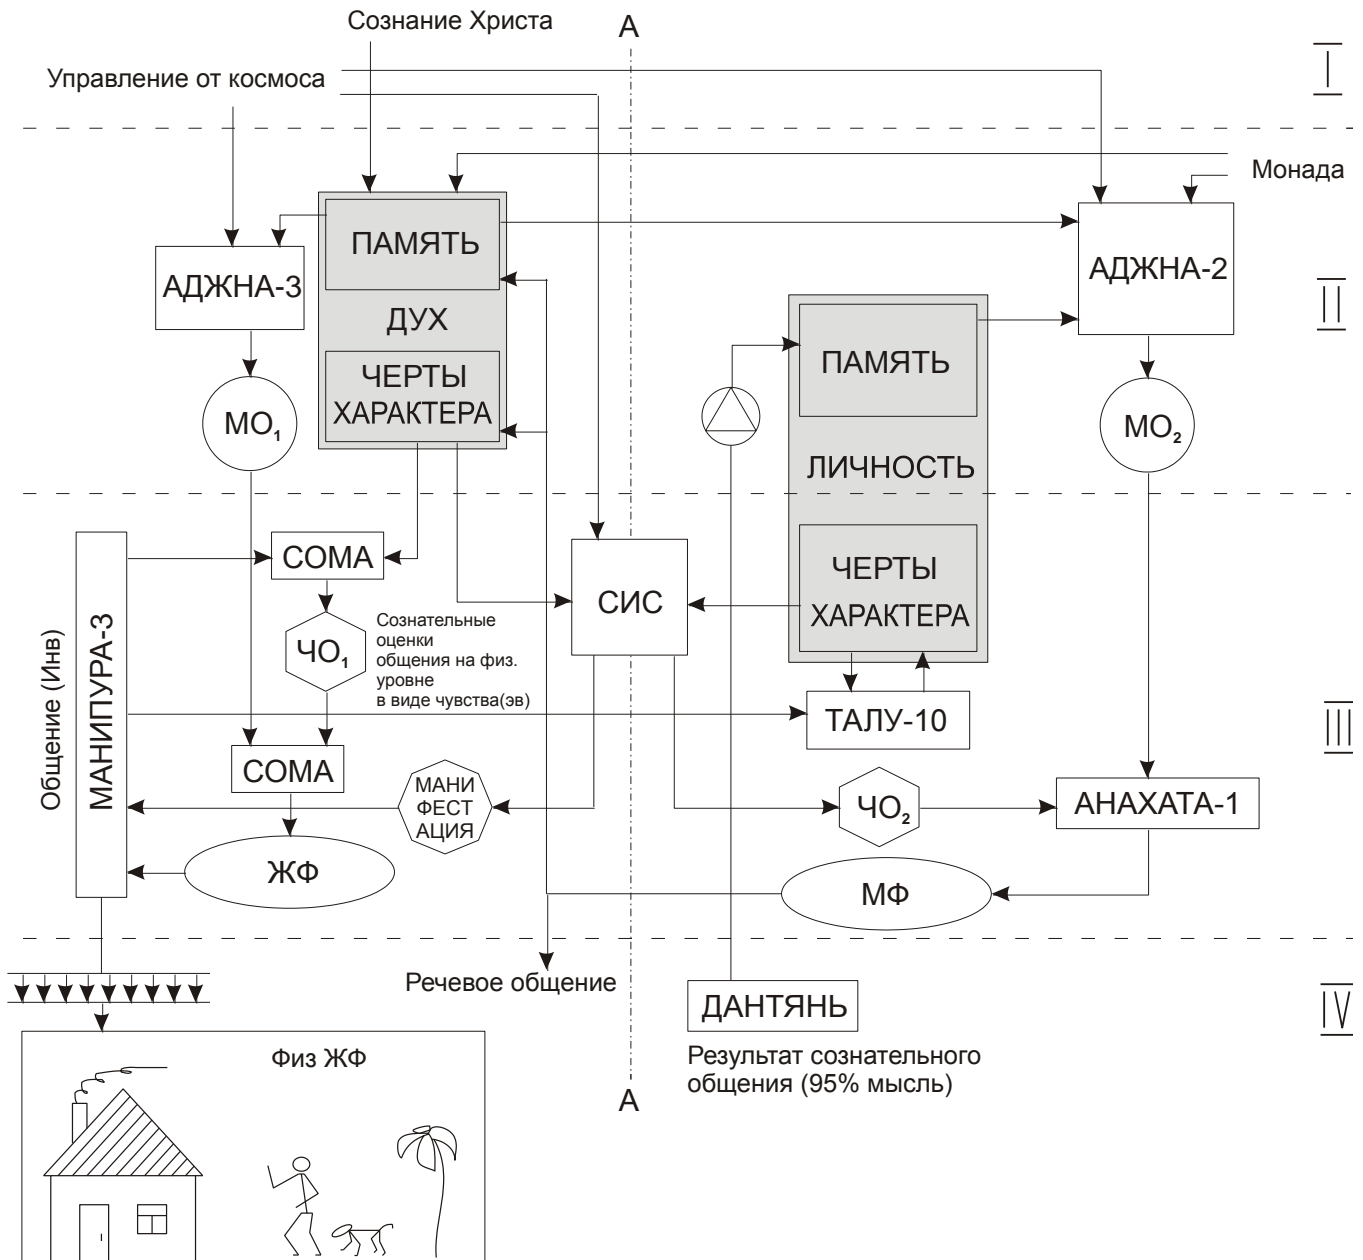 Сознание Христа
А
Управление от космоса
I
Монада
ПАМЯТЬ
АДЖНА-3
АДЖНА-2
ДУХ
II
ПАМЯТЬ
ЧЕРТЫ
ХАРАКТЕРА
МО₁
МО₂
ЛИЧНОСТЬ
СОМА
ЧЕРТЫ
ХАРАКТЕРА
СИС
Сознательные
оценки
общения на физ.
уровне
в виде чувства(эв)
ЧО₁
Общение (Инв)
МАНИПУРА-3
ТАЛУ-10
III
СОМА
МАНИ
ФЕСТ
АЦИЯ
ЧО₂
АНАХАТА-1
ЖФ
МФ
Речевое общение
ДАНТЯНЬ
IV
Результат сознательного
общения (95% мысль)
Физ ЖФ
А